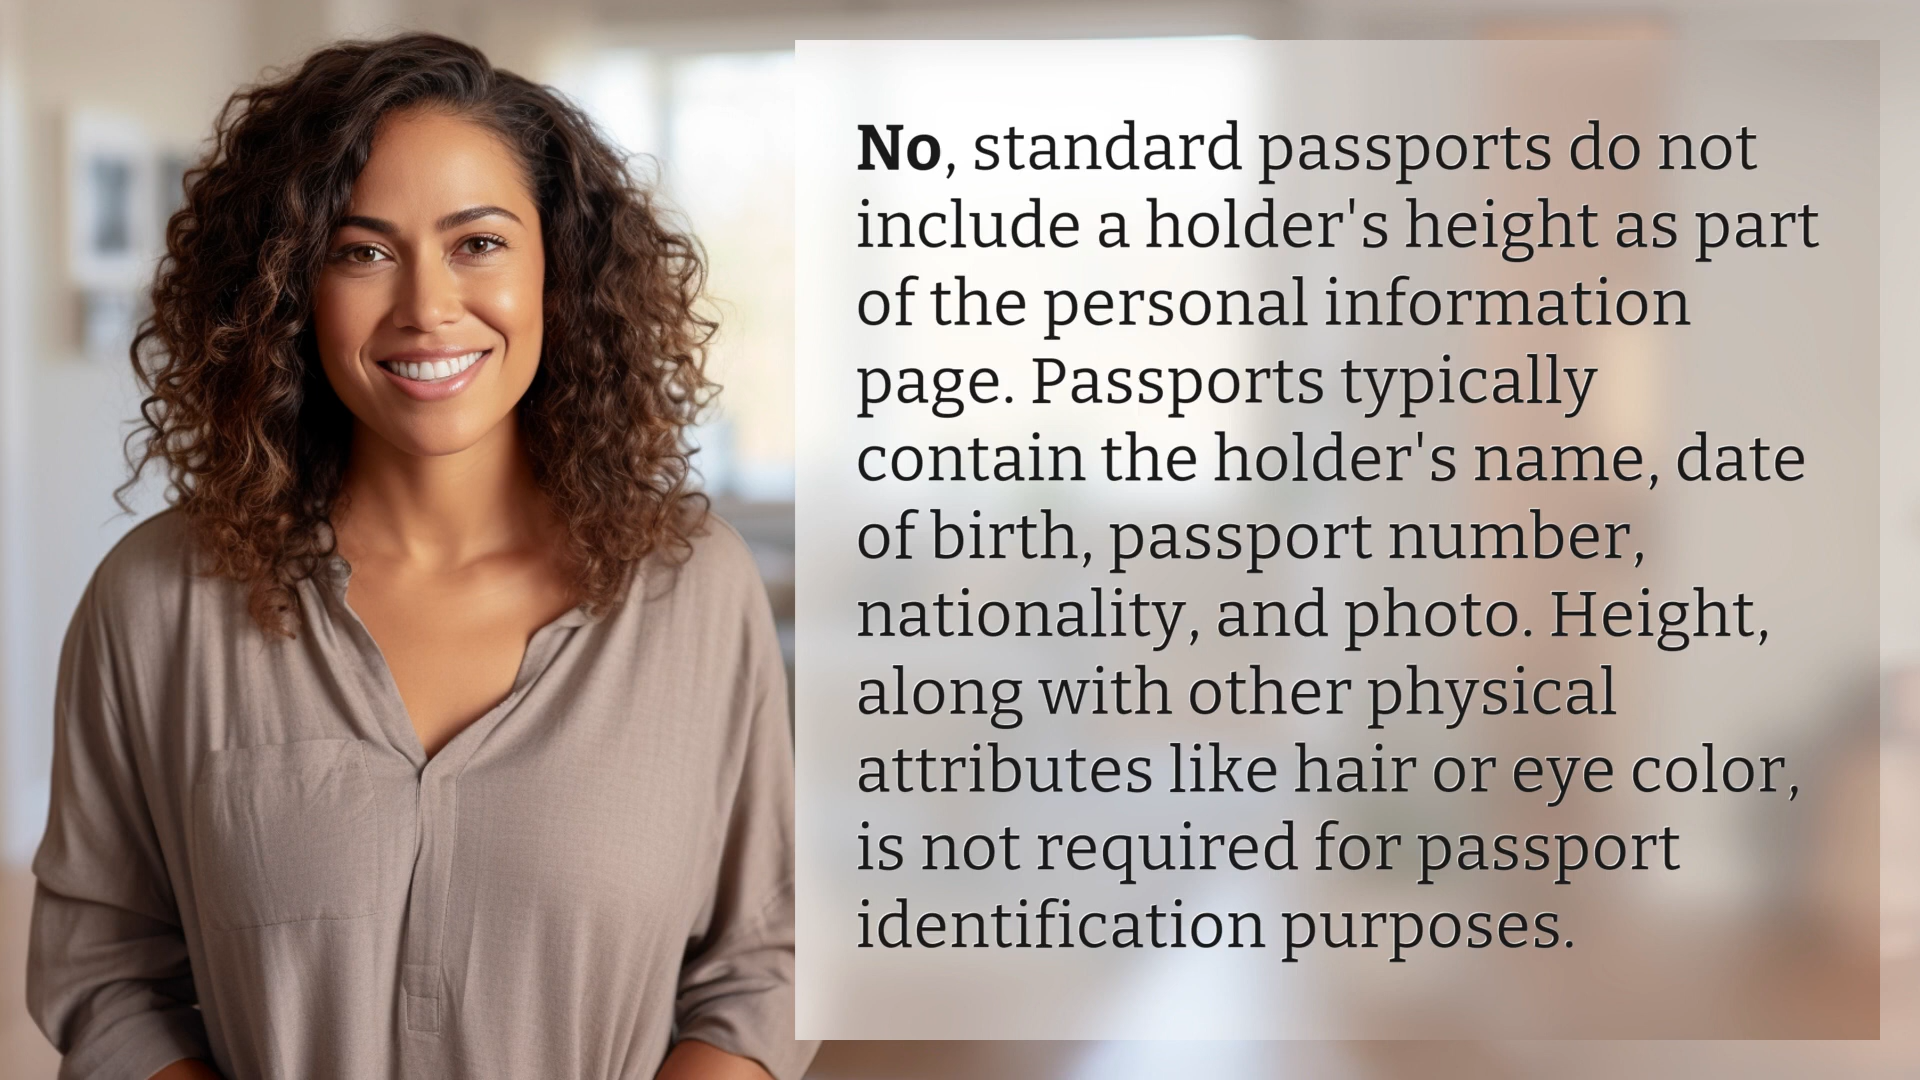 No, standard passports do not
include a holder's height as part
of the personal information
page. Passports typically
contain the holder's name, date
of birth, passport number,
nationality, and photo. Height,
along with other physical
attributes like hair or eye color,
is not required for passport
identification purposes.